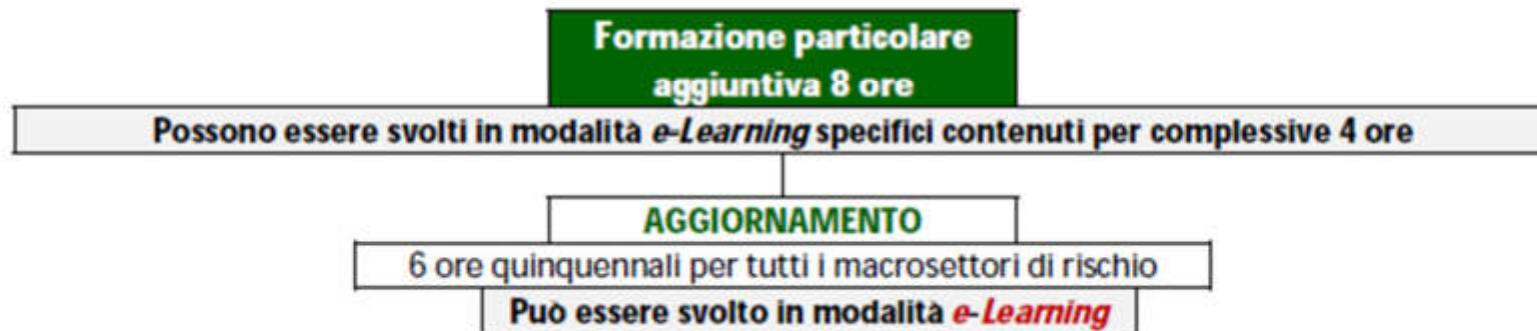 Formazione particolare
aggiuntiva 8 ore
Possono essere svolti in modalità e-Learning specifici contenuti per complessive 4 ore
AGGIORNAMENTO
6 ore quinquennali per tutti i macrosettori di rischio
Può essere svolto in modalità e-Learning